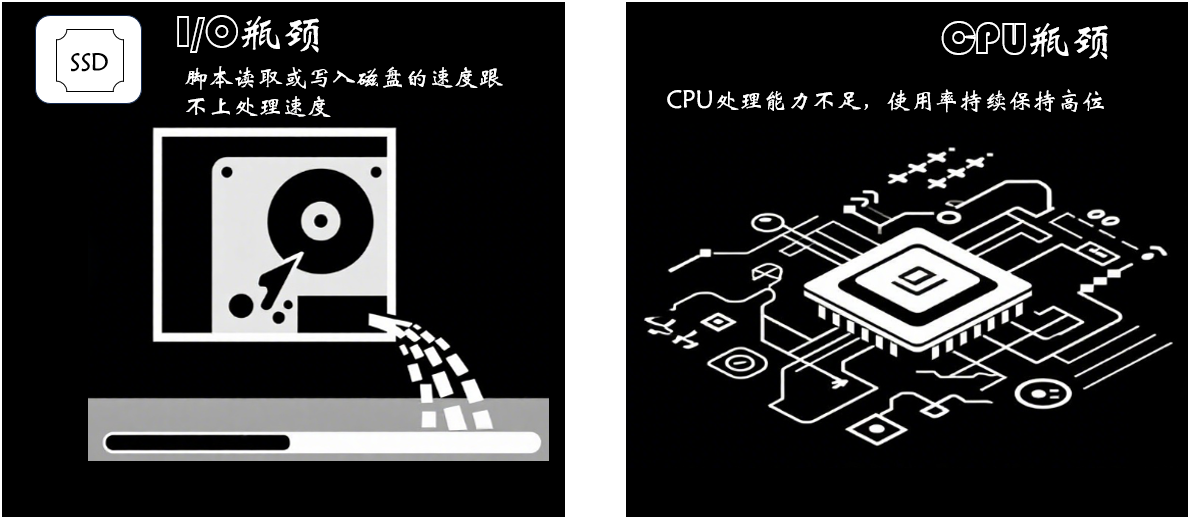 SSD
I/O瓶颈
脚本读取或写入磁盘的速度跟
不上处理速度
CPU瓶颈
CPU处理能力不足，使用率持续保持高位